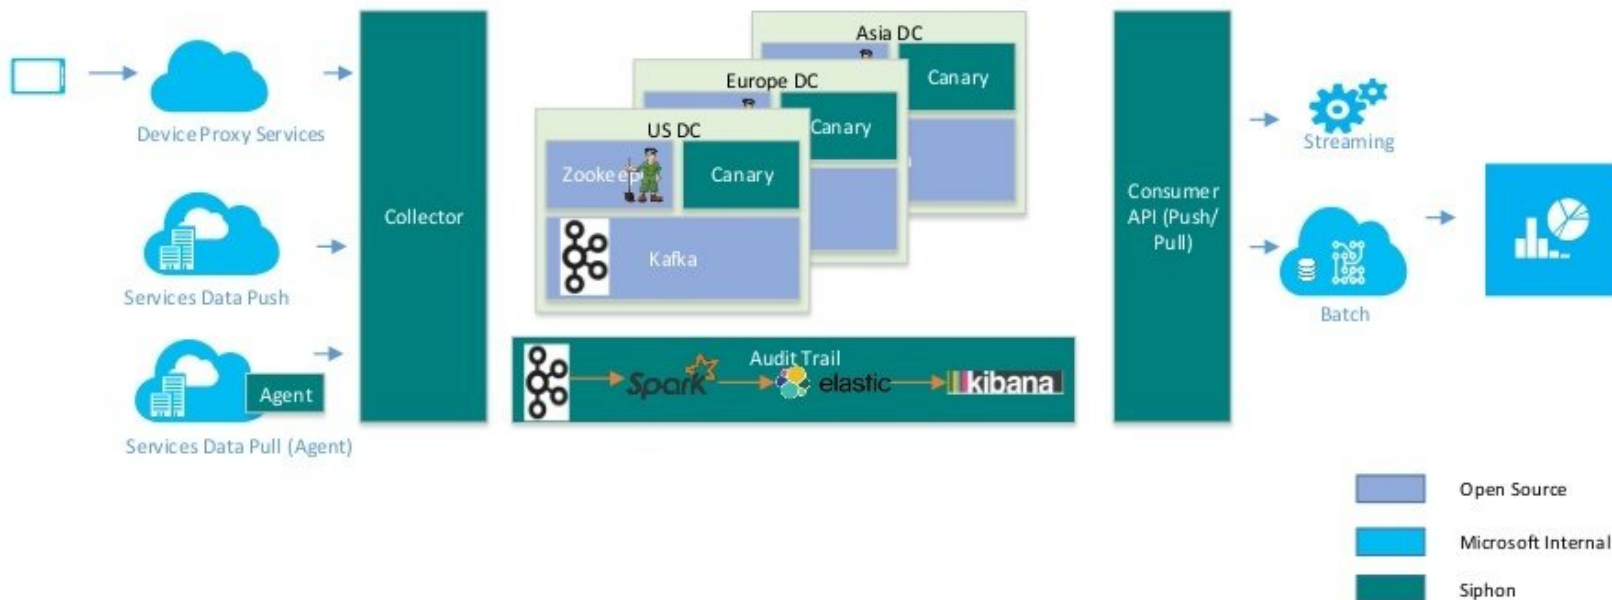 Asia DC
Canary
Europe DC
Canary
US DC
Zookeep
Canary
Kafka
Device Proxy Services
Services Data Push
Agent
Services Data Pull (Agent)
Collector
Audit Trail
Spark
elastic
kibana
Consumer
API (Push/
Pull)
Streaming
Batch
Open Source
Microsoft Internal
Siphon